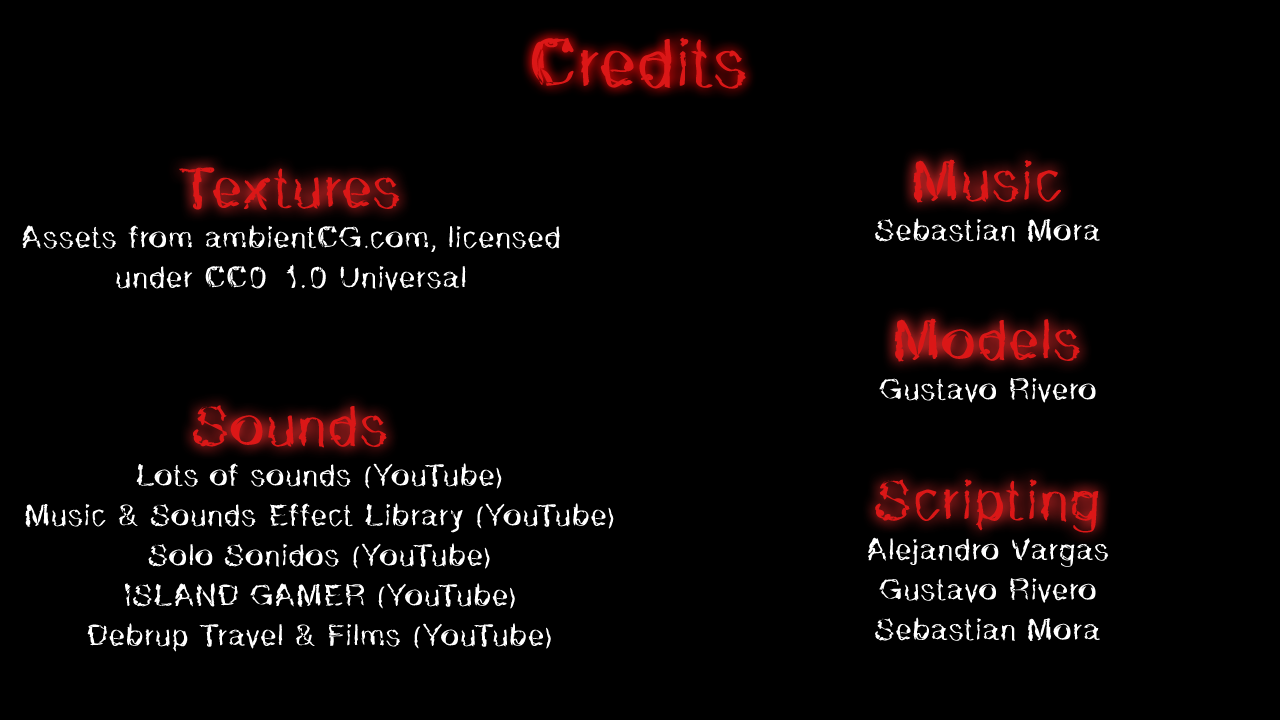 Credits
Textures
Assets from ambientCG.com, licensed
under CC0 1.0 Universal
Sounds
Lots of sounds (YouTube)
Music & Sounds Effect Library (YouTube)
Solo Sonidos (YouTube)
ISLAND GAMER (YouTube)
Debrup Travel & Films (YouTube)
Music
Sebastian Mora
Models
Gustavo Rivero
Scripting
Alejandro Vargas
Gustavo Rivero
Sebastian Mora